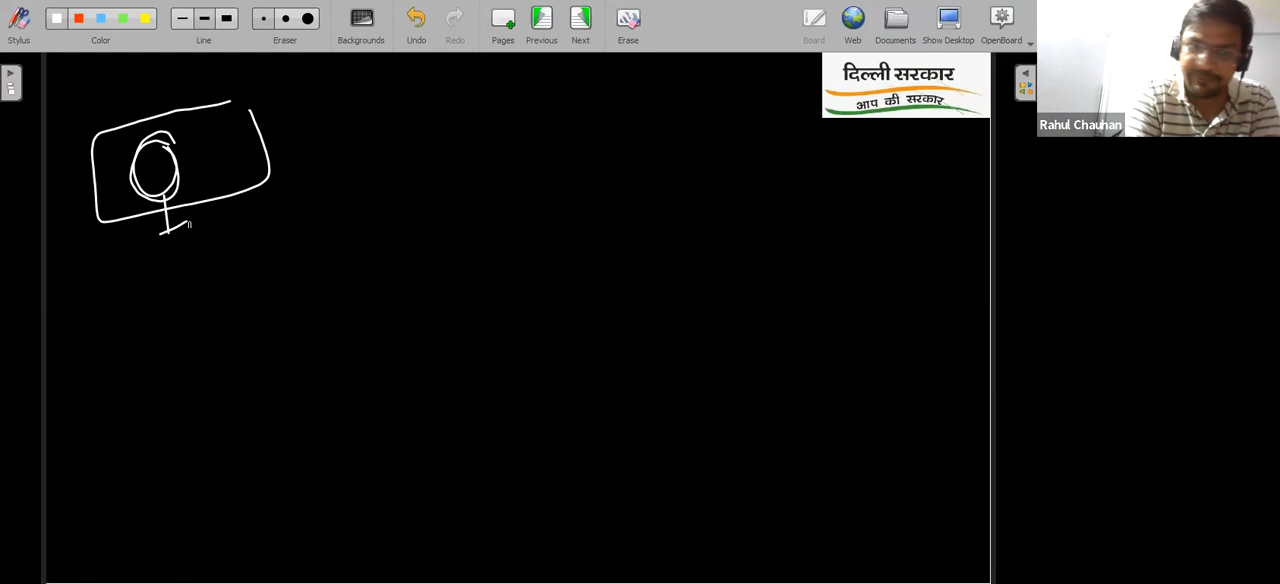 Stylus Color Line Eraser Backgrounds Undo Redo Pages Previous Next Erase Board Web Documents Show Desktop OpenBoard
दिल्ली सरकार
आप की सरकार
Rahul Chauhan